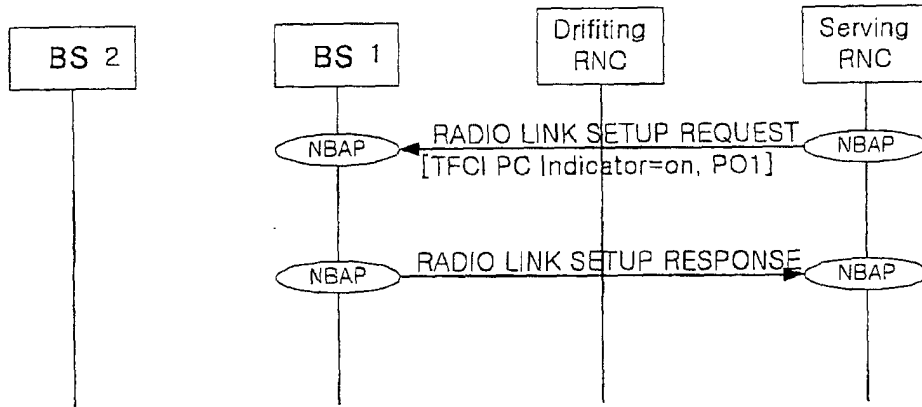 BS 2
BS 1
Drifiting
RNC
Serving
RNC
RADIO LINK SETUP REQUEST
NBAP
NBAP
[TFCI PC Indicator=on, PO1]
RADIO LINK SETUP RESPONSE
NBAP
NBAP